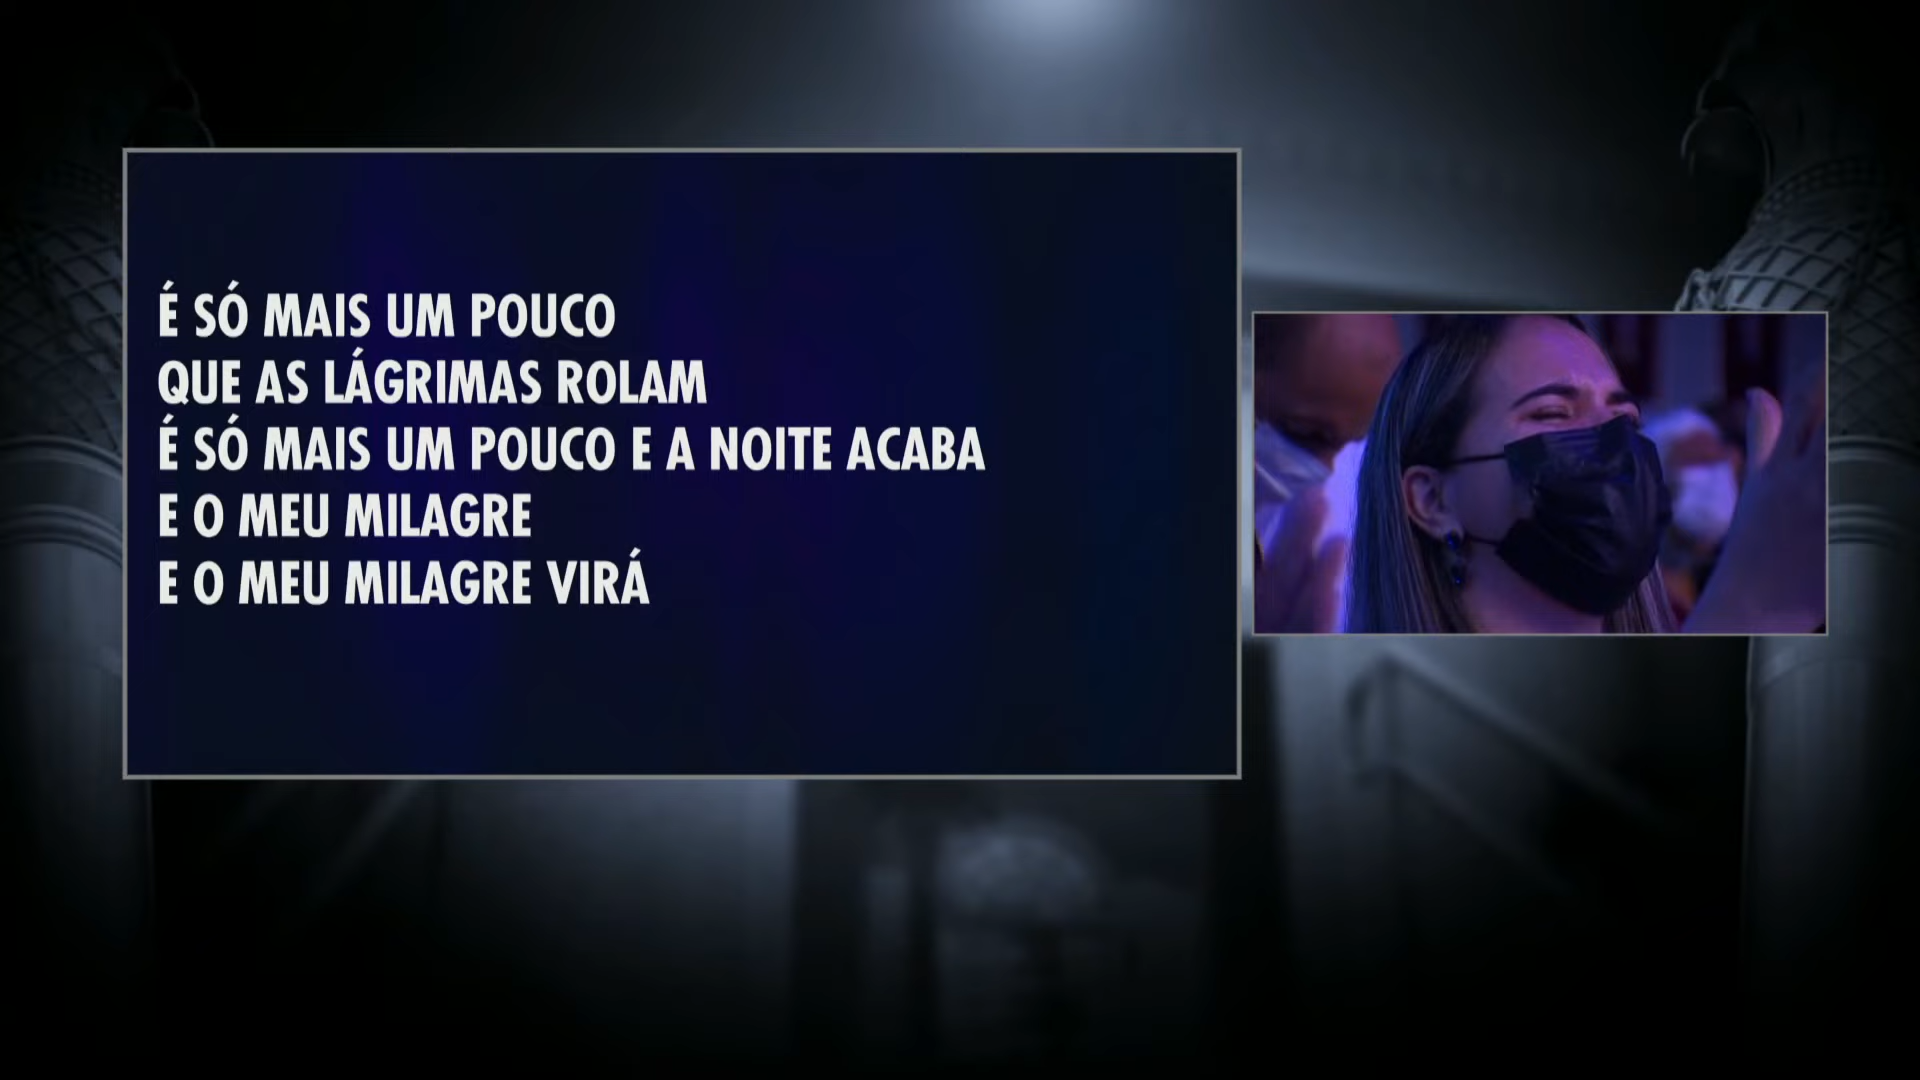 É SÓ MAIS UM POUCO
QUE AS LÁGRIMAS ROLAM
É SÓ MAIS UM POUCO E A NOITE ACABA
E O MEU MILAGRE
E O MEU MILAGRE VIRÁ